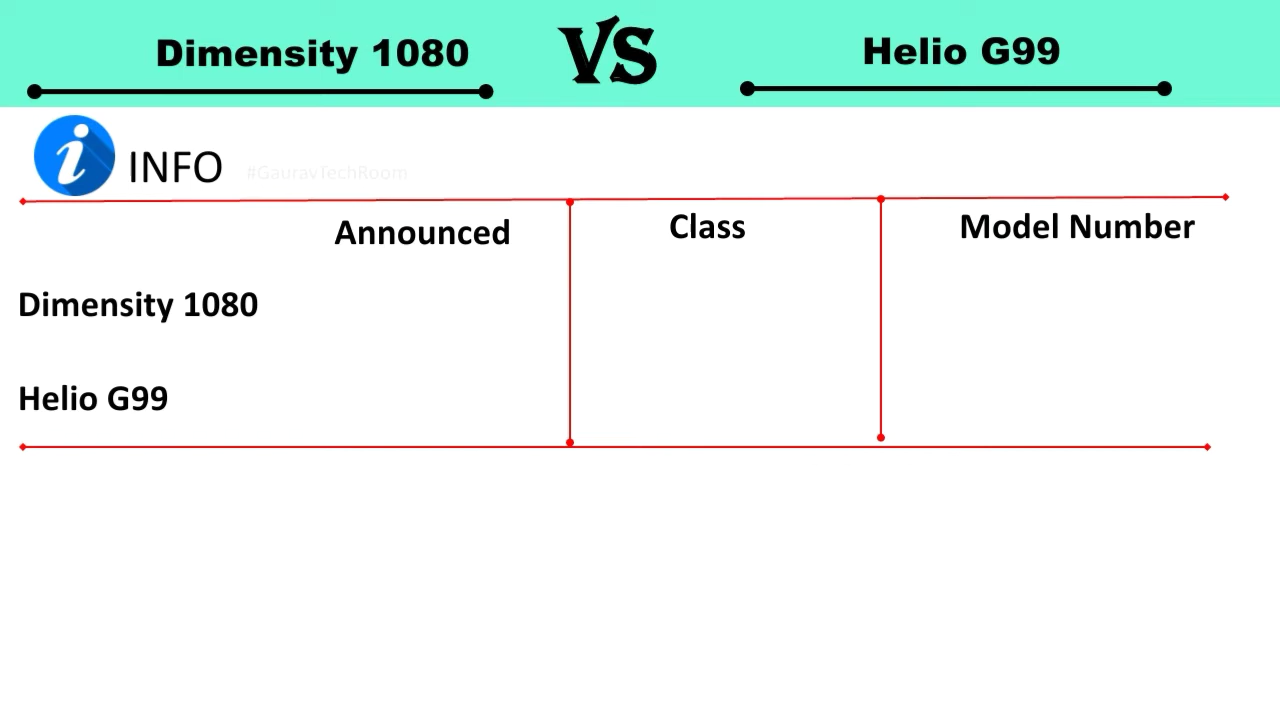 Dimensity 1080 VS Helio G99
INFO #GauravTechRoom
Announced Class Model Number
Dimensity 1080
Helio G99